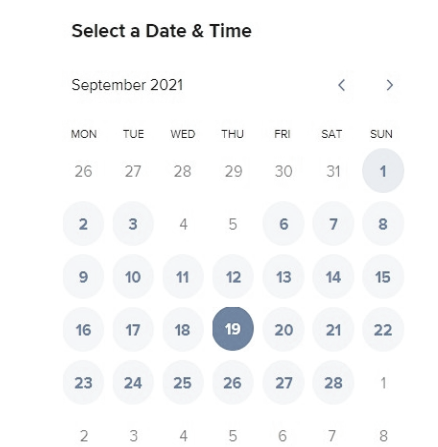 Select a Date & Time
September 2021
MON TUE WED THU FRI SAT SUN
26 27 28 29 30 31 1
2 3 4 5 6 7 8
9 10 11 12 13 14 15
16 17 18 19 20 21 22
23 24 25 26 27 28 1
2 3 4 5 6 7 8